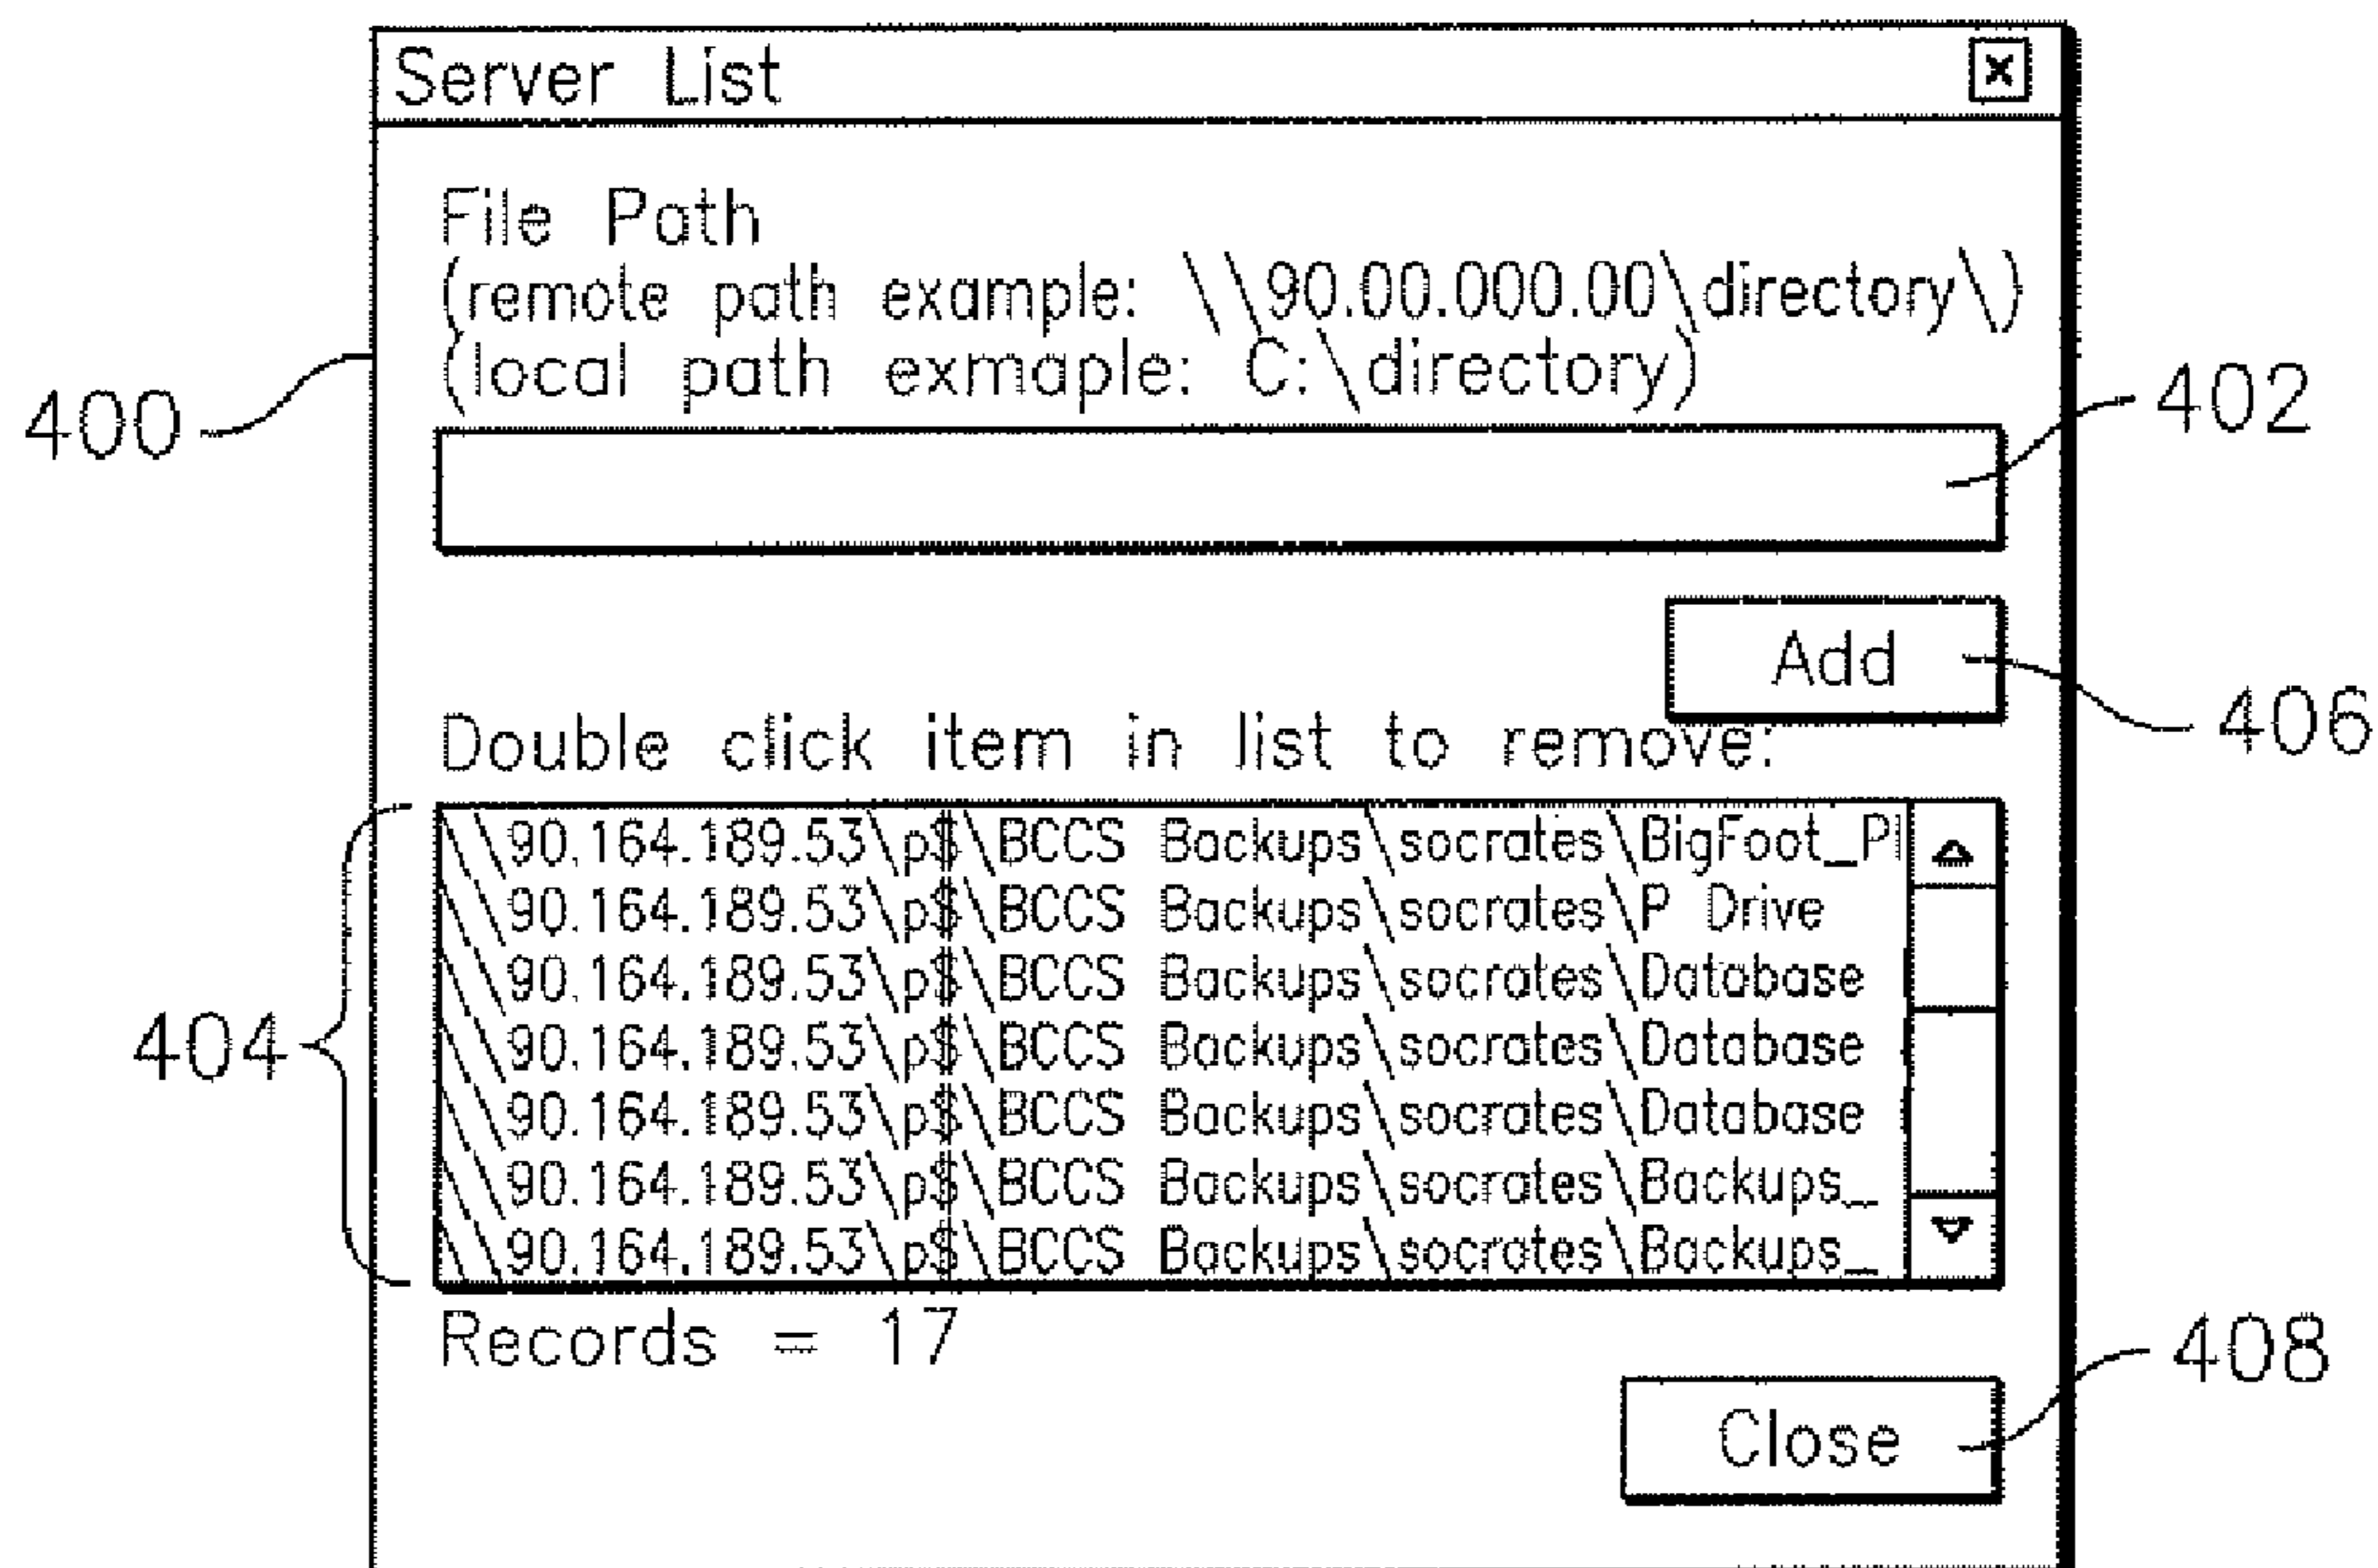 Server List
File Path
(remote path example: \\90.00.000.00\directory\)
(local path exmaple: C:\directory)
400
402
Add
406
Double click item in list to remove:
\\90.164.189.53\p$\BCCS Backups\socrates\BigFoot_Pl
\\90.164.189.53\p$\BCCS Backups\socrates\P Drive
\\90.164.189.53\p$\BCCS Backups\socrates\Database
\\90.164.189.53\p$\BCCS Backups\socrates\Database
404
\\90.164.189.53\p$\BCCS Backups\socrates\Database
\\90.164.189.53\p$\BCCS Backups\socrates\Backups_
\\90.164.189.53\p$\BCCS Backups\socrates\Backups_
Records = 17
408
Close